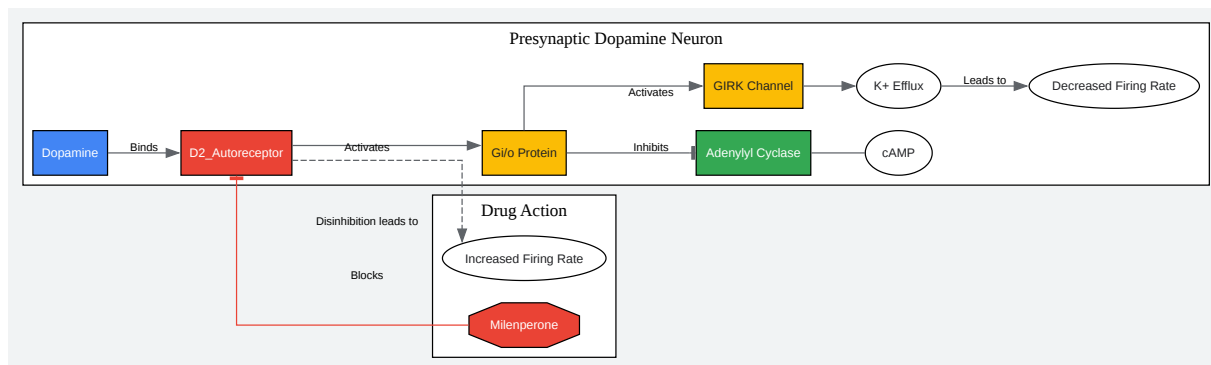 Presynaptic Dopamine Neuron
GIRK Channel
K+ Efflux
Leads to
Decreased Firing Rate
Activates
Dopamine
Binds
D2_Autoreceptor
Activates
Gi/o Protein
Inhibits
Adenylyl Cyclase
cAMP
Drug Action
Disinhibition leads to
Increased Firing Rate
Blocks
Milenperone